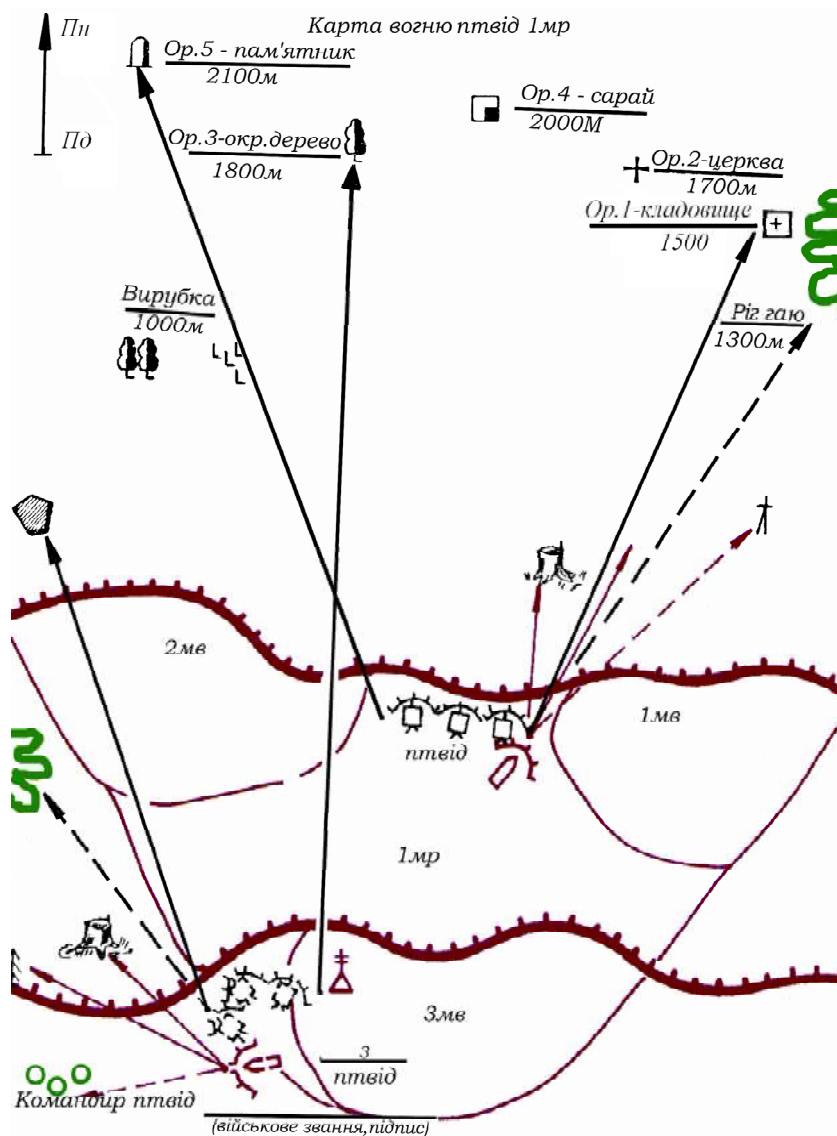 Карта вогню птвід 1мр
Пн
Пд
Ор.5 - пам'ятник
2100м
Ор.4 - сарай
2000М
Ор.3-окр.дерево
1800м
Ор.2-церква
1700м
Ор.1-кладовище
1500
Вирубка
1000м
Ріг гаю
1300м
2мв
1мв
птвід
1мр
3мв
3
птвід
Командир птвід
(військове звання,підпис)